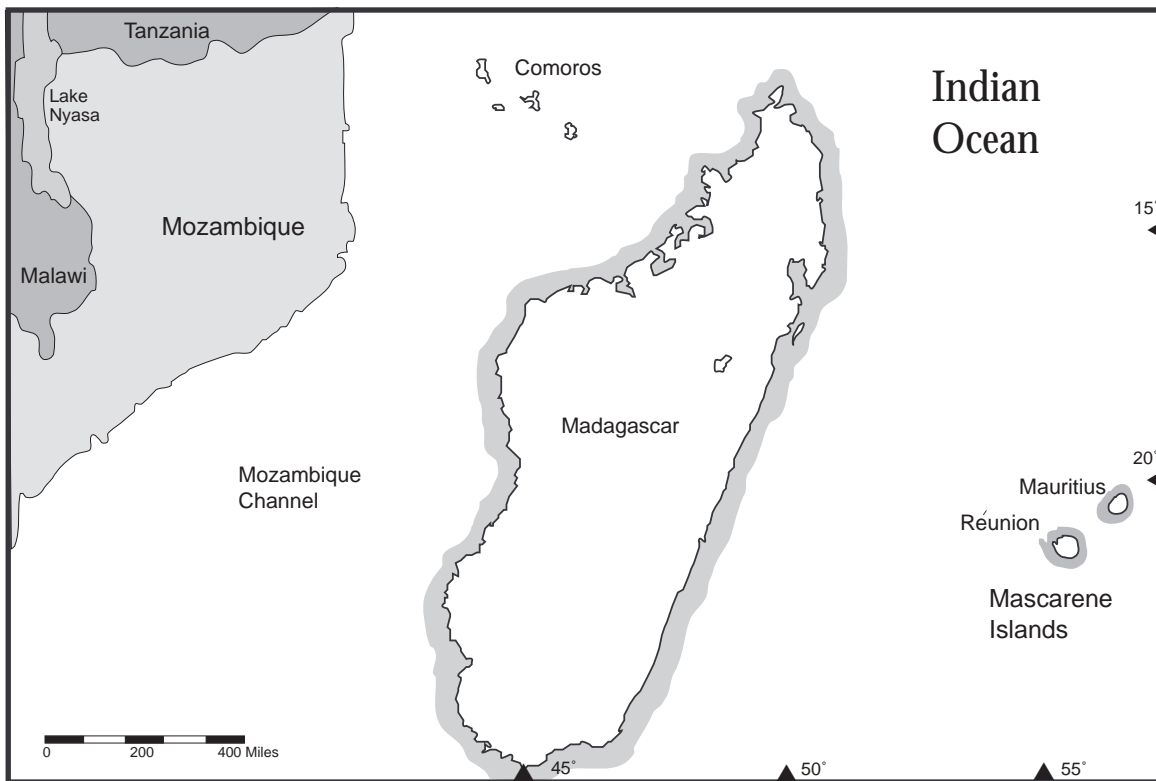 Tanzania
Comoros
Indian
Ocean
Lake
Nyasa
15°
Mozambique
Malawi
Madagascar
20°
Mozambique
Channel
Mauritius
Réunion
Mascarene
Islands
0 200 400 Miles
45° 50° 55°